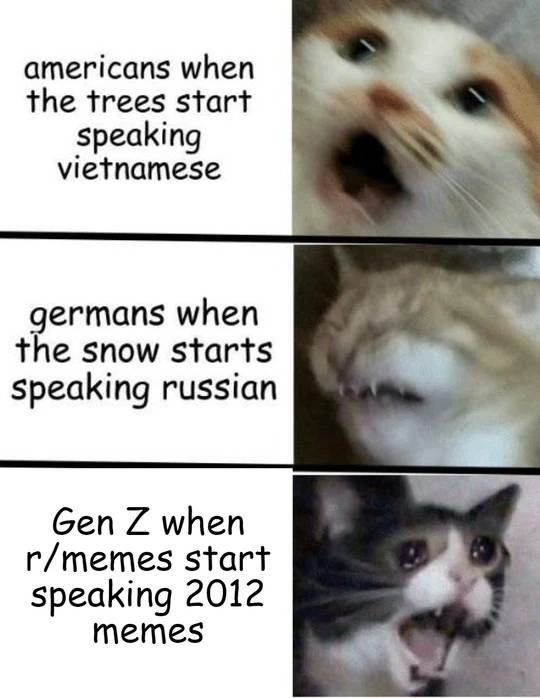 americans when
the trees start
speaking
vietnamese
germans when
the snow starts
speaking russian
Gen Z when
r/memes start
speaking 2012
memes